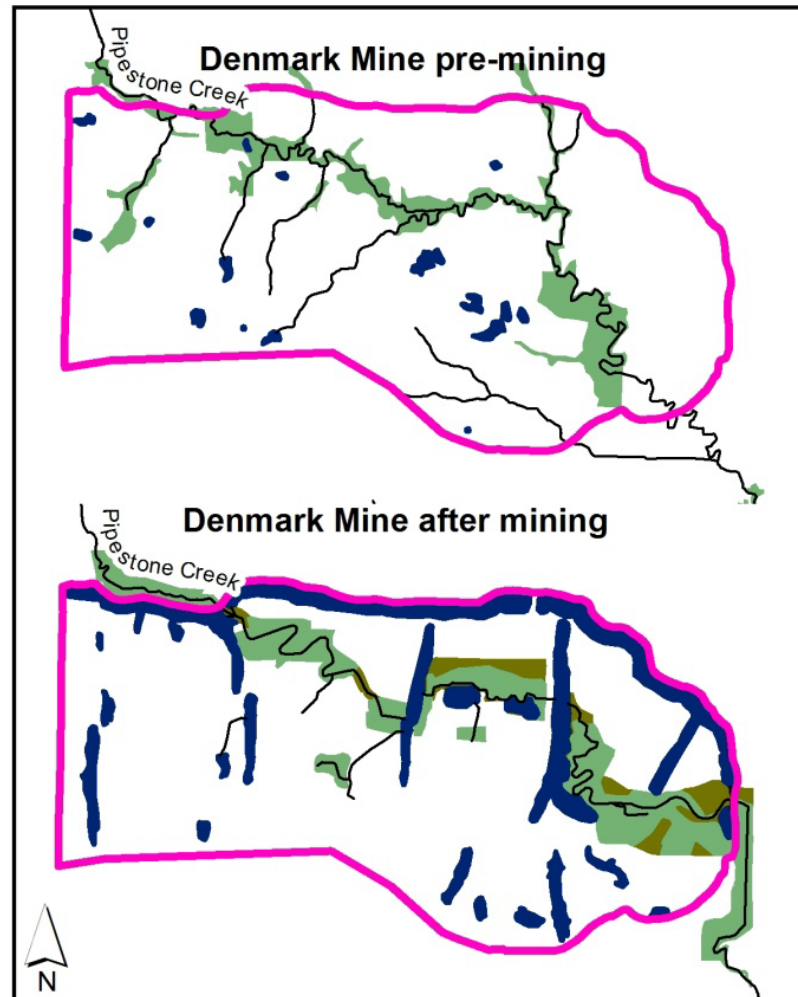 Denmark Mine pre-mining
Pipestone Creek
Denmark Mine after mining
Pipestone Creek
N